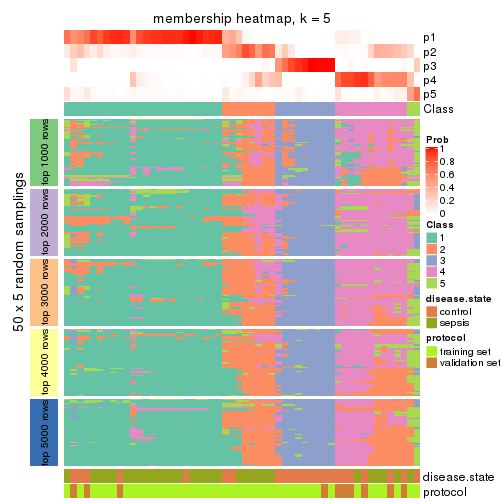 membership heatmap, k = 5
p1
p2
p3
p4
p5
Class
50 x 5 random samplings
top 1000 rows
top 2000 rows
top 3000 rows
top 4000 rows
top 5000 rows
disease.state
protocol
Prob
1
0.8
0.6
0.4
0.2
0
Class
1
2
3
4
5
disease.state
control
sepsis
protocol
training set
validation set